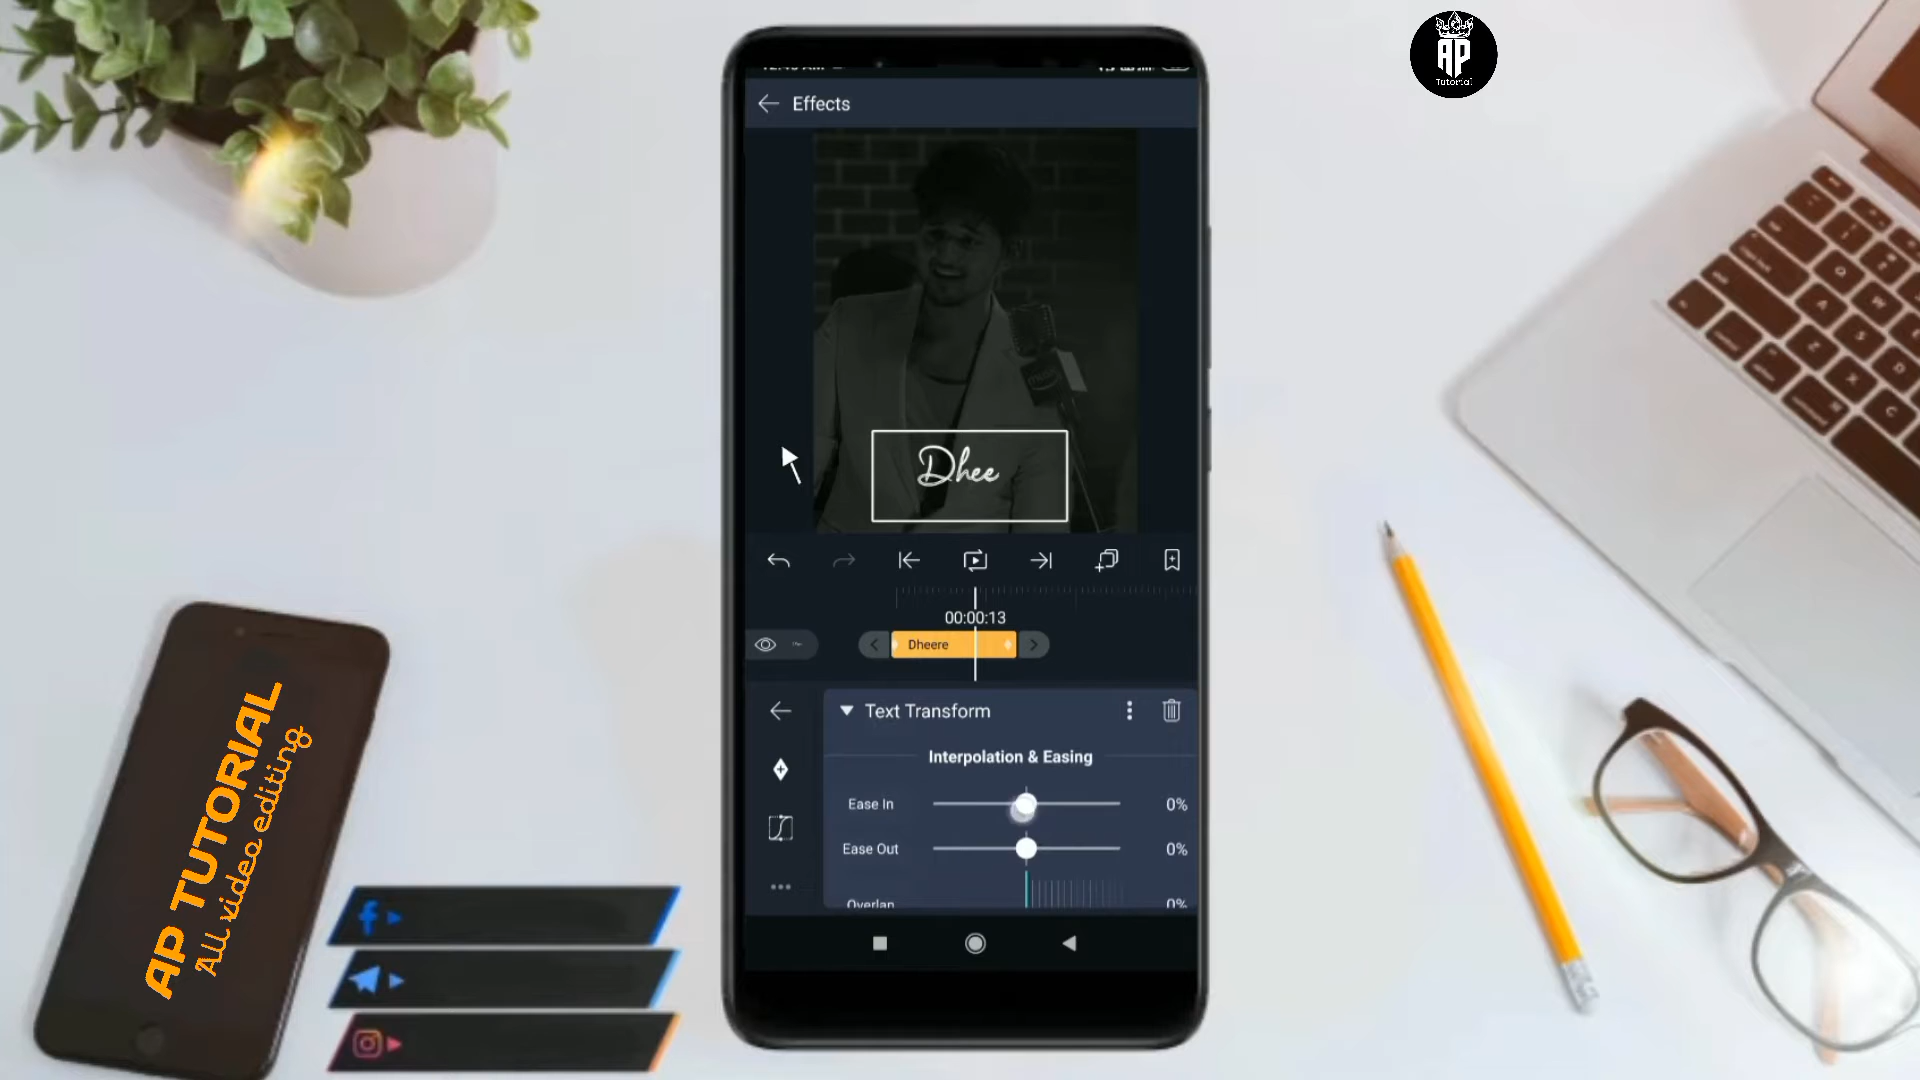 AP
Tutorial
Effects
Dhee
00:00:13
Dheere
Text Transform
Interpolation & Easing
Ease In 0%
Ease Out 0%
Overlap 0%
AP TUTORIAL
All video editing